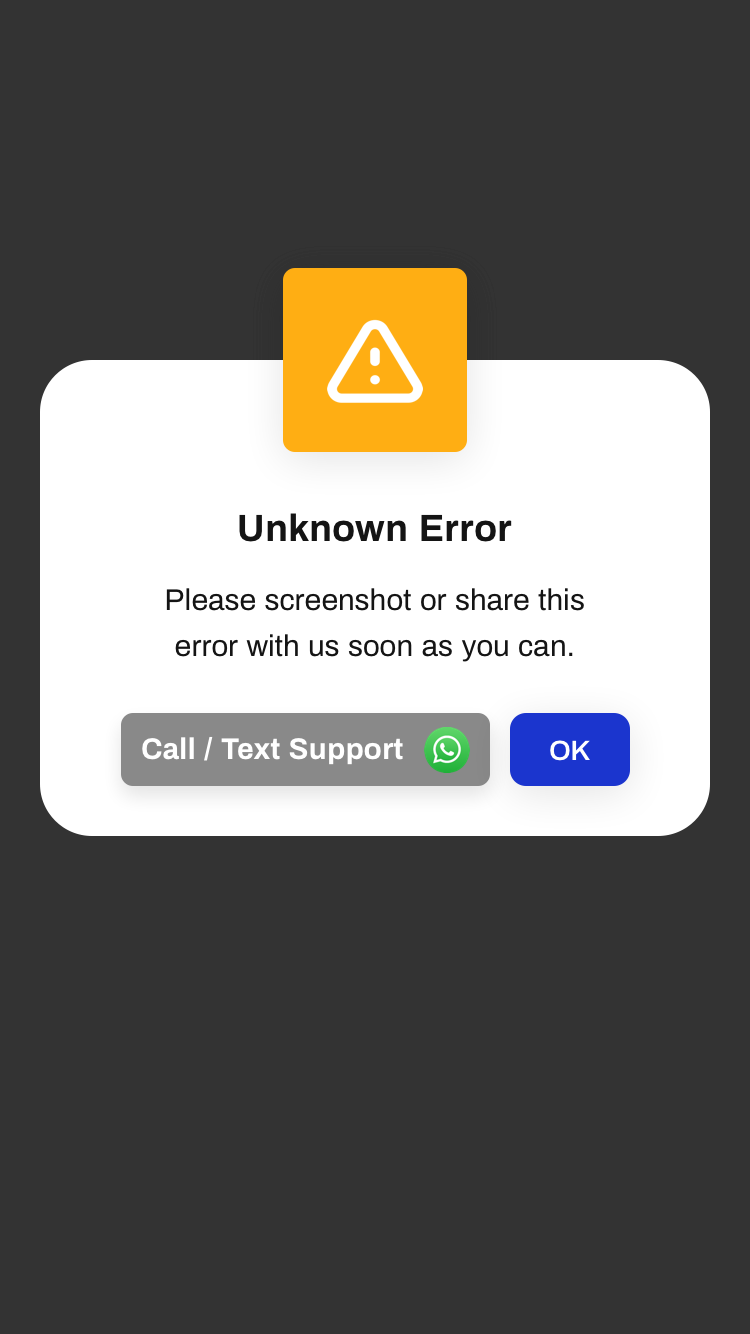 Unknown Error
Please screenshot or share this
error with us soon as you can.
Call / Text Support
OK